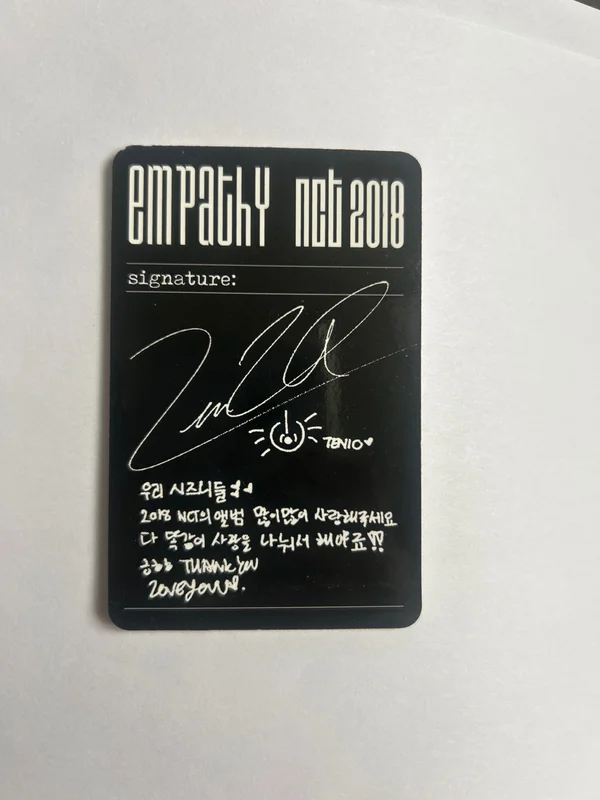 empathy nct 2018
signature:
TEN10
우리 시즈니들
2018 NCT의 앨범 많이많이 사랑해주세요
다 똑같이 사랑을 나눠서 해야죠!!
THANK YOU
LOVE YOU